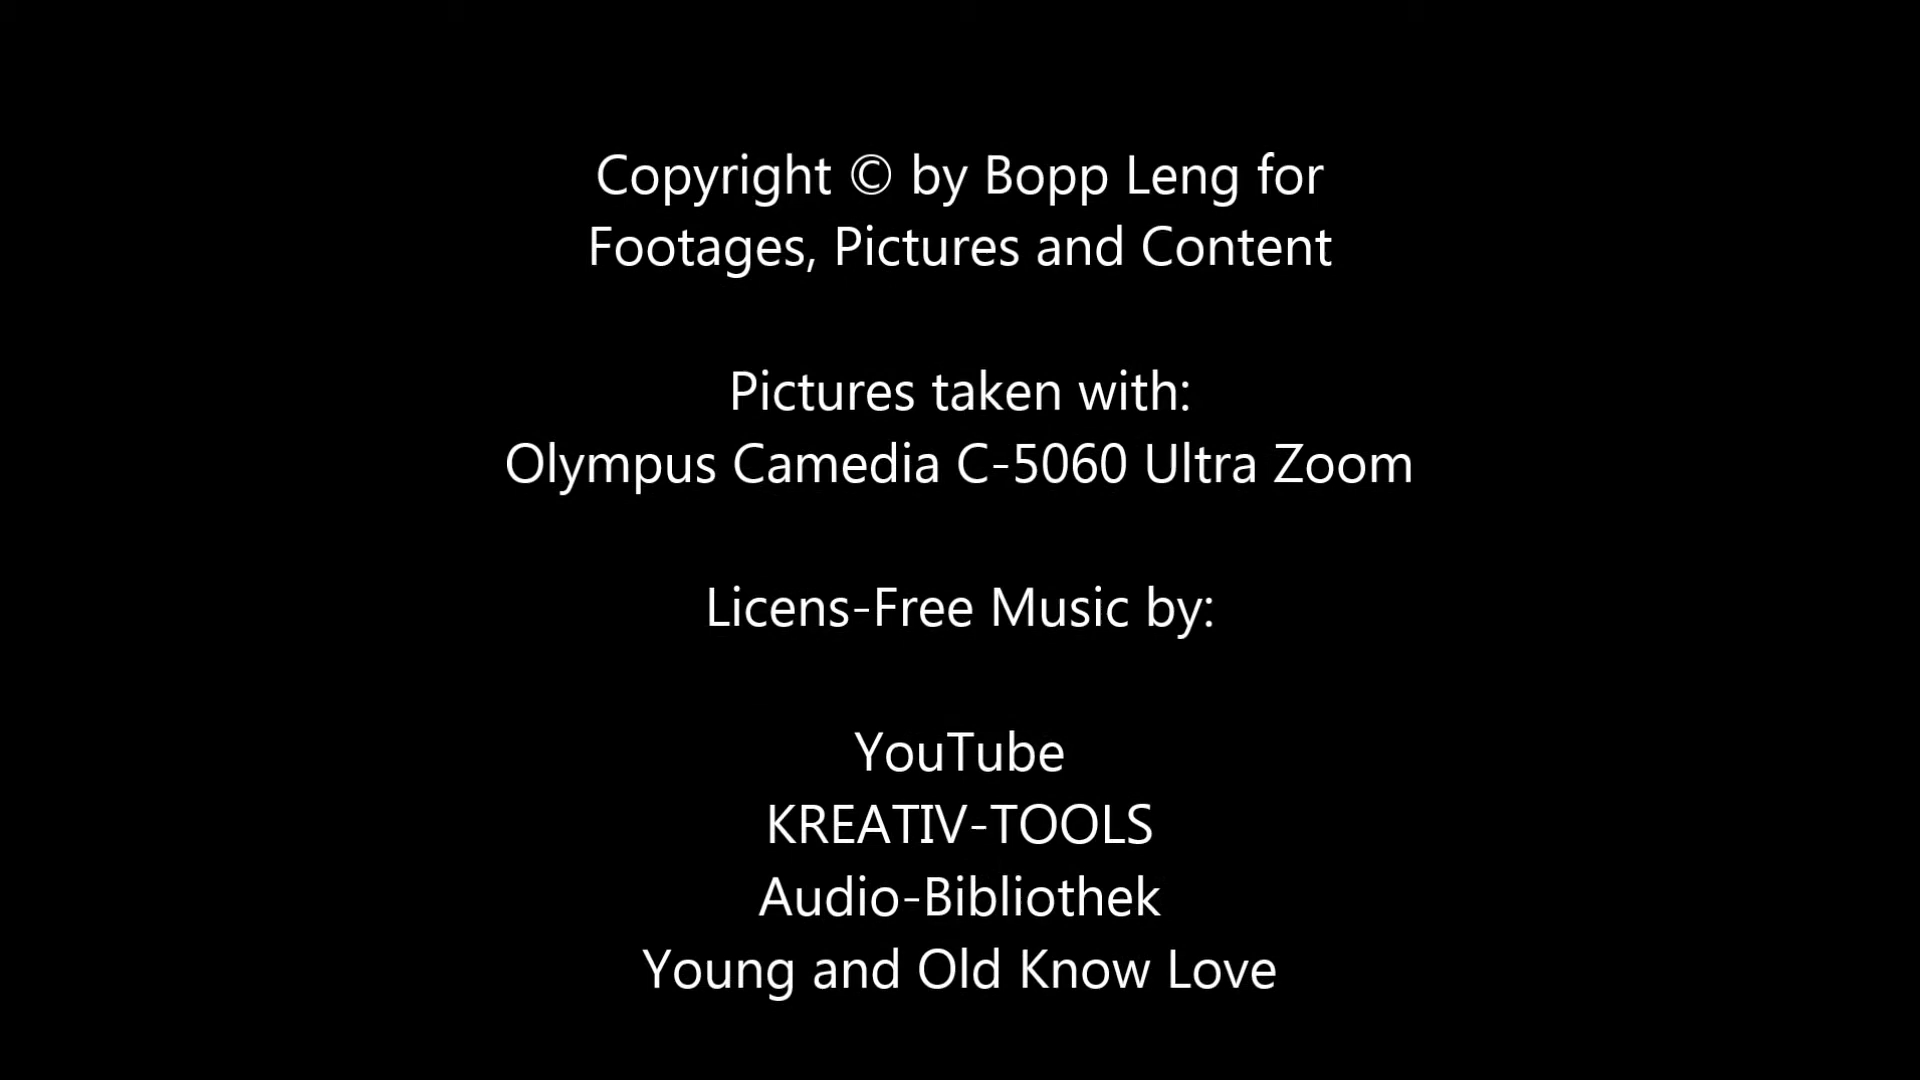 Copyright © by Bopp Leng for
Footages, Pictures and Content
Pictures taken with:
Olympus Camedia C-5060 Ultra Zoom
Licens-Free Music by:
YouTube
KREATIV-TOOLS
Audio-Bibliothek
Young and Old Know Love